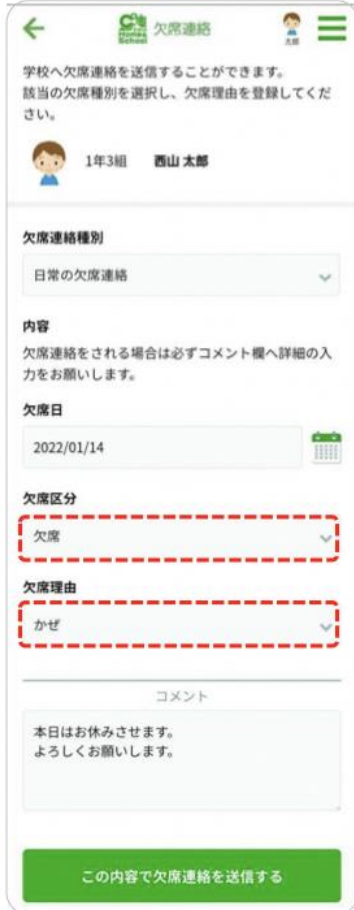 C4th
Home&
School
欠席連絡
太郎
学校へ欠席連絡を送信することができます。
該当の欠席種別を選択し、欠席理由を登録してくだ
さい。
1年3組 西山 太郎
欠席連絡種別
日常の欠席連絡
内容
欠席連絡をされる場合は必ずコメント欄へ詳細の入
力をお願いします。
欠席日
2022/01/14
欠席区分
欠席
欠席理由
かぜ
コメント
本日はお休みさせます。
よろしくお願いします。
この内容で欠席連絡を送信する